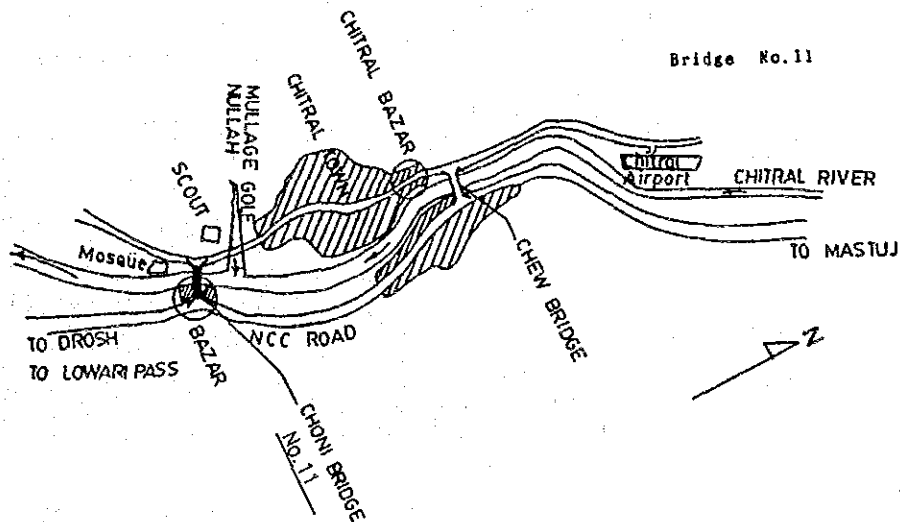 Bridge No.11
CHITRAL BAZAR
CHITRAL TOWN
MULLAGE GOLE
NULLAH
SCOUT
Mosque
Chitral
Airport
CHITRAL RIVER
TO MASTUJ
CHEW BRIDGE
NCC ROAD
BAZAR
TO DROSH
TO LOWARI PASS
CHONI BRIDGE
No.11
N